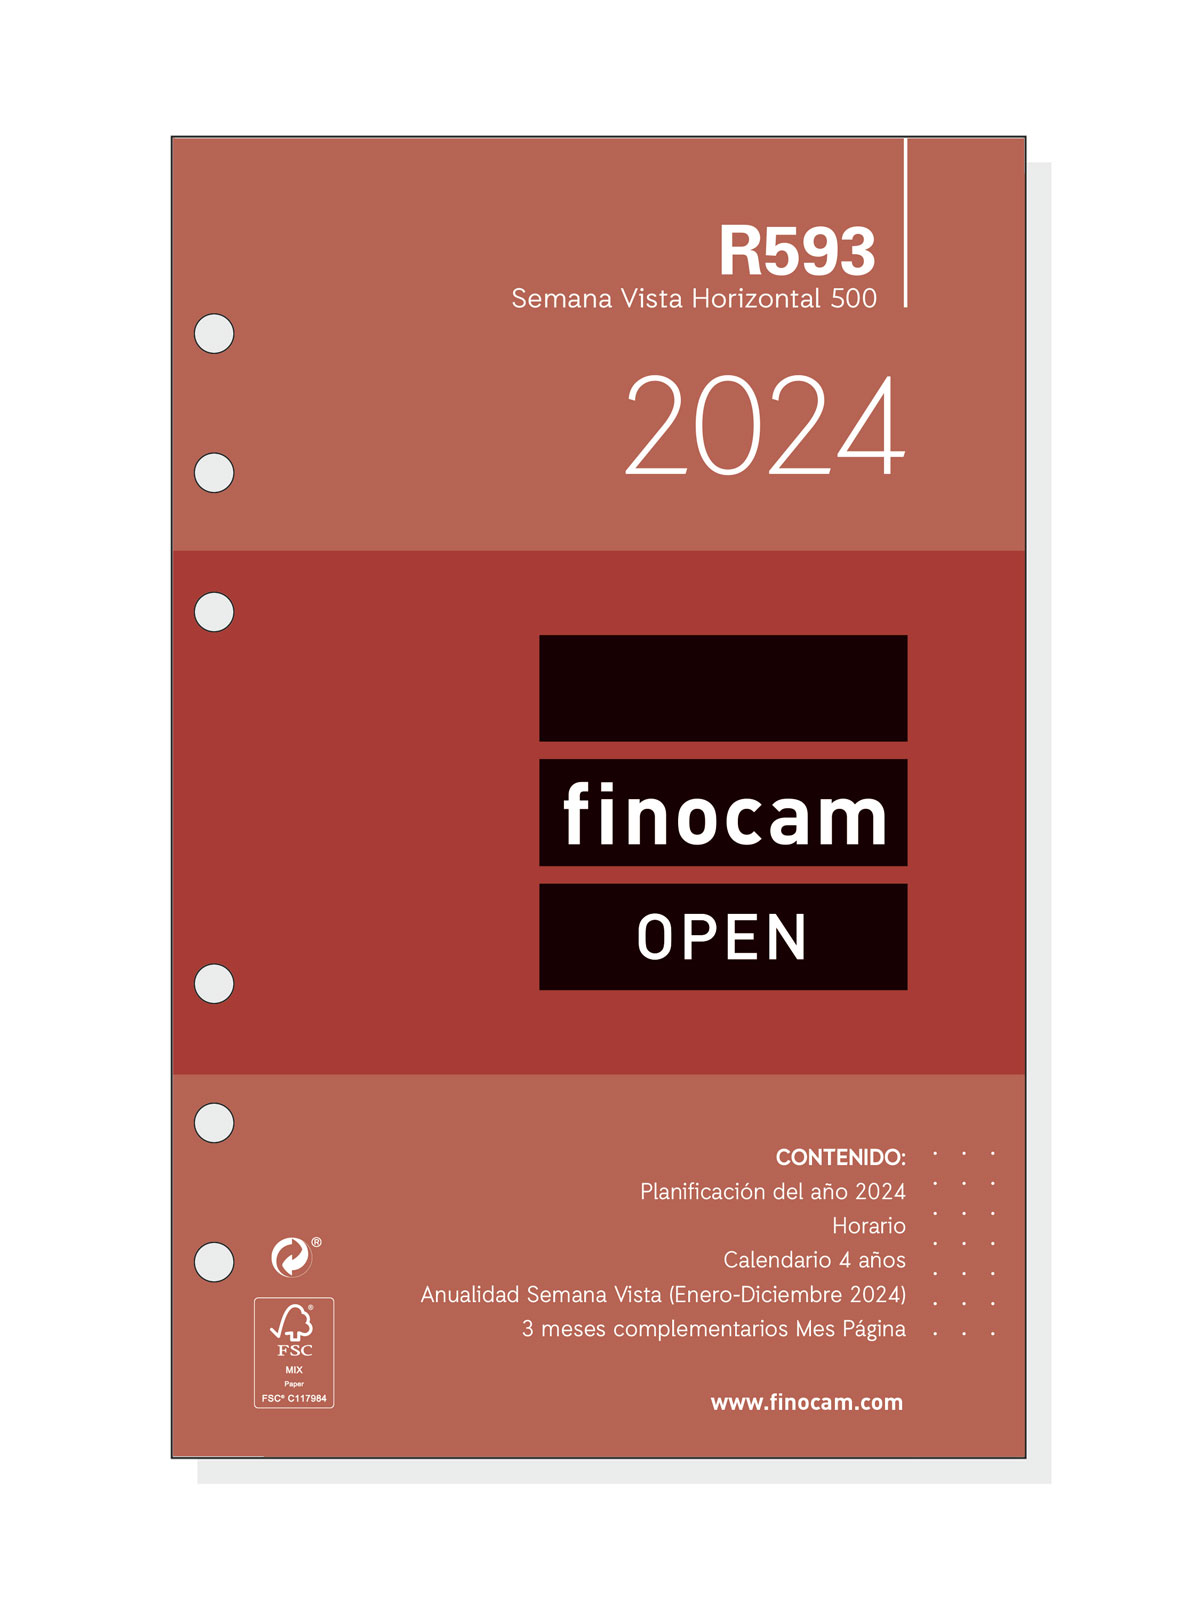 R593
Semana Vista Horizontal 500
2024
finocam
OPEN
CONTENIDO:
Planificación del año 2024
Horario
Calendario 4 años
Anualidad Semana Vista (Enero-Diciembre 2024)
3 meses complementarios Mes Página
www.finocam.com
®
®
FSC
MIX
Paper
FSC® C117984